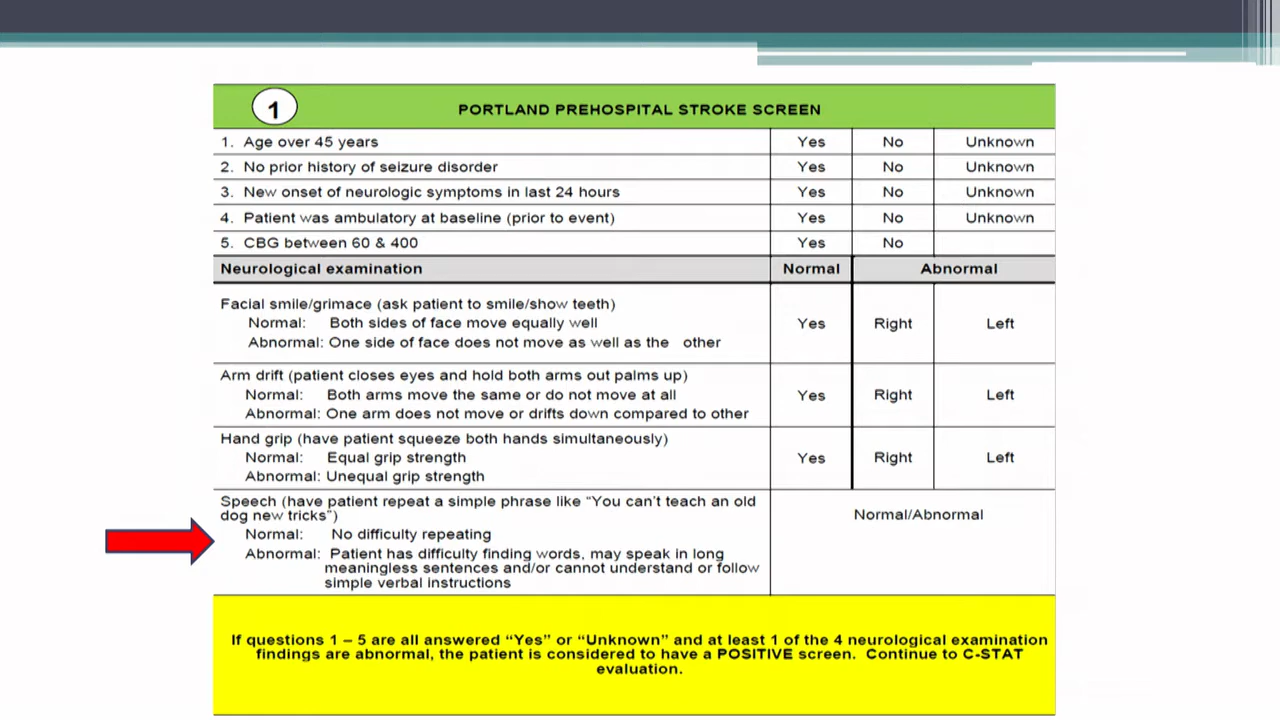 1 PORTLAND PREHOSPITAL STROKE SCREEN
1. Age over 45 years Yes No Unknown
2. No prior history of seizure disorder Yes No Unknown
3. New onset of neurologic symptoms in last 24 hours Yes No Unknown
4. Patient was ambulatory at baseline (prior to event) Yes No Unknown
5. CBG between 60 & 400 Yes No
Neurological examination Normal Abnormal
Facial smile/grimace (ask patient to smile/show teeth)
Normal: Both sides of face move equally well Yes Right Left
Abnormal: One side of face does not move as well as the other
Arm drift (patient closes eyes and hold both arms out palms up)
Normal: Both arms move the same or do not move at all Yes Right Left
Abnormal: One arm does not move or drifts down compared to other
Hand grip (have patient squeeze both hands simultaneously)
Normal: Equal grip strength Yes Right Left
Abnormal: Unequal grip strength
Speech (have patient repeat a simple phrase like "You can't teach an old
dog new tricks") Normal/Abnormal
Normal: No difficulty repeating
Abnormal: Patient has difficulty finding words, may speak in long
meaningless sentences and/or cannot understand or follow
simple verbal instructions
If questions 1 – 5 are all answered "Yes" or "Unknown" and at least 1 of the 4 neurological examination
findings are abnormal, the patient is considered to have a POSITIVE screen. Continue to C-STAT
evaluation.